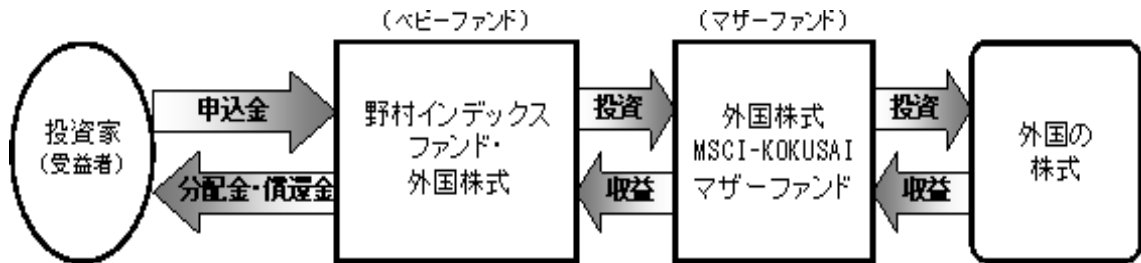 (ベビーファンド)
(マザーファンド)
投資家
(受益者)
申込金
分配金・償還金
野村インデックス
ファンド・
外国株式
投資
収益
外国株式
MSCI-KOKUSAI
マザーファンド
投資
収益
外国の
株式